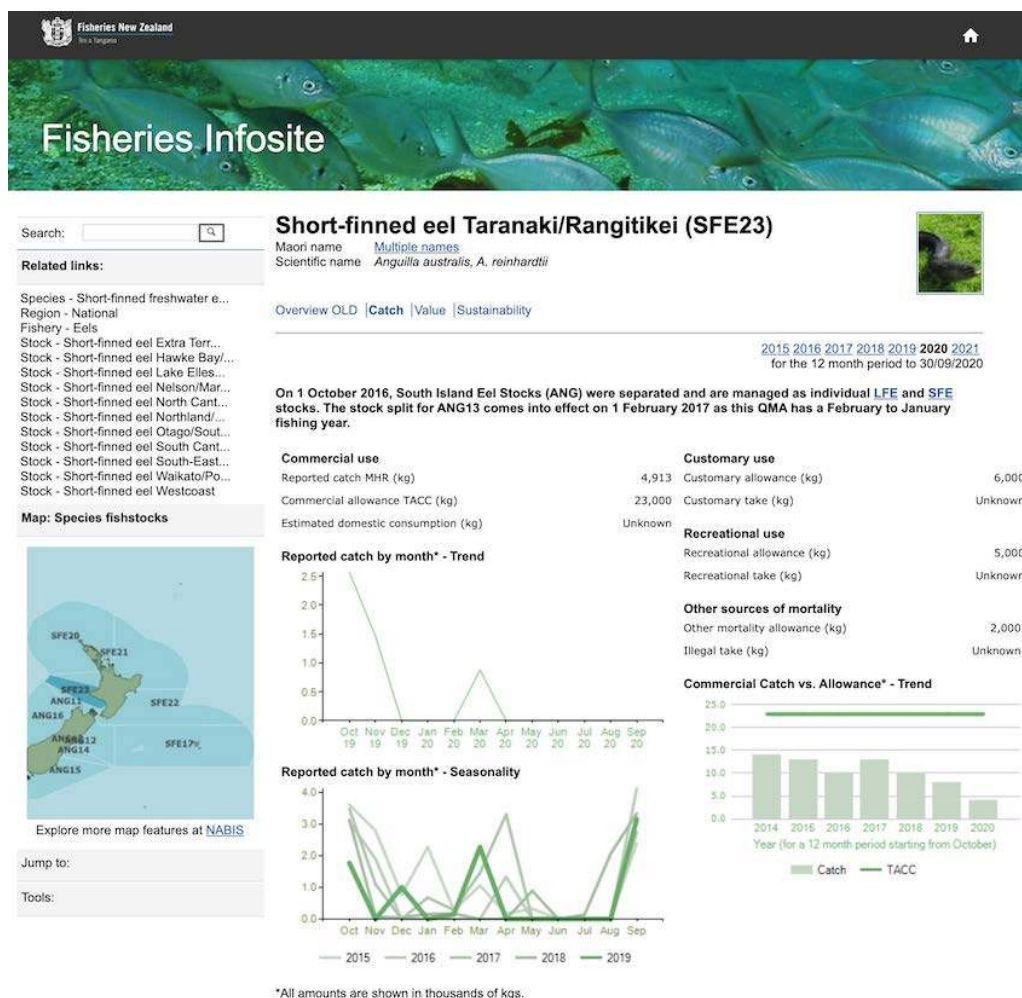 Fisheries New Zealand
Tini a Tangaroa
Fisheries Infosite
Search:
Related links:
Species - Short-finned freshwater e...
Region - National
Fishery - Eels
Stock - Short-finned eel Extra Terr...
Stock - Short-finned eel Hawke Bay/...
Stock - Short-finned eel Lake Elles...
Stock - Short-finned eel Nelson/Mar...
Stock - Short-finned eel North Cant...
Stock - Short-finned eel Northland/...
Stock - Short-finned eel Otago/Sout...
Stock - Short-finned eel South Cant...
Stock - Short-finned eel South-East...
Stock - Short-finned eel Waikato/Po...
Stock - Short-finned eel Westcoast
Map: Species fishstocks
SFE20
SFE21
SFE23
ANG11
SFE22
ANG16
ANG12
ANG14
SFE17
ANG15
Explore more map features at NABIS
Jump to:
Tools:
Short-finned eel Taranaki/Rangitikei (SFE23)
Maori name Multiple names
Scientific name Anguilla australis, A. reinhardtii
Overview OLD |Catch |Value |Sustainability
2015 2016 2017 2018 2019 2020 2021
for the 12 month period to 30/09/2020
On 1 October 2016, South Island Eel Stocks (ANG) were separated and are managed as individual LFE and SFE
stocks. The stock split for ANG13 comes into effect on 1 February 2017 as this QMA has a February to January
fishing year.
Commercial use
Reported catch MHR (kg) 4,913
Commercial allowance TACC (kg) 23,000
Estimated domestic consumption (kg) Unknown
Reported catch by month* - Trend
2.5
2.0
1.5
1.0
0.5
0.0
Oct Nov Dec Jan Feb Mar Apr May Jun Jul Aug Sep
19 19 19 20 20 20 20 20 20 20 20 20
Reported catch by month* - Seasonality
4.0
3.0
2.0
1.0
0.0
Oct Nov Dec Jan Feb Mar Apr May Jun Jul Aug Sep
2015 2016 2017 2018 2019
*All amounts are shown in thousands of kgs.
Customary use
Customary allowance (kg) 6,000
Customary take (kg) Unknown
Recreational use
Recreational allowance (kg) 5,000
Recreational take (kg) Unknown
Other sources of mortality
Other mortality allowance (kg) 2,000
Illegal take (kg) Unknown
Commercial Catch vs. Allowance* - Trend
25.0
20.0
15.0
10.0
5.0
0.0
2014 2015 2016 2017 2018 2019 2020
Year (for a 12 month period starting from October)
Catch TACC